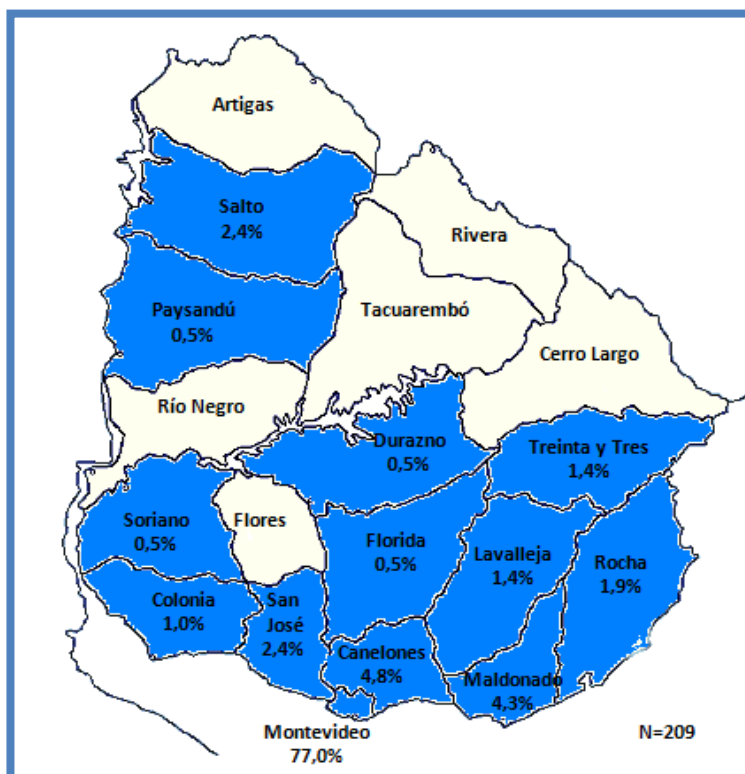 Artigas
Salto
2,4%
Rivera
Paysandú
0,5%
Tacuarembó
Cerro Largo
Río Negro
Durazno
0,5%
Treinta y Tres
1,4%
Soriano
0,5%
Flores
Florida
0,5%
Lavalleja
1,4%
Rocha
1,9%
Colonia
1,0%
San
José
2,4%
Canelones
4,8%
Maldonado
4,3%
Montevideo
77,0%
N=209